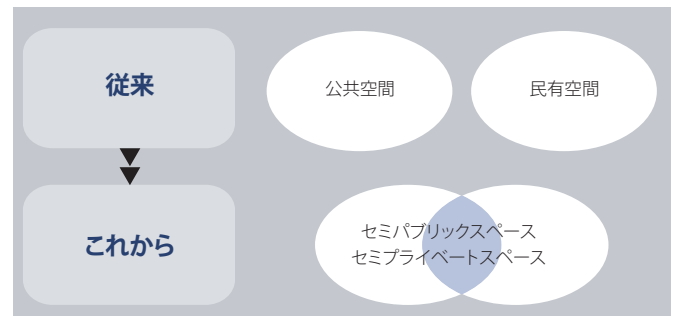 従来
公共空間
民有空間
これから
セミパブリックスペース
セミプライベートスペース